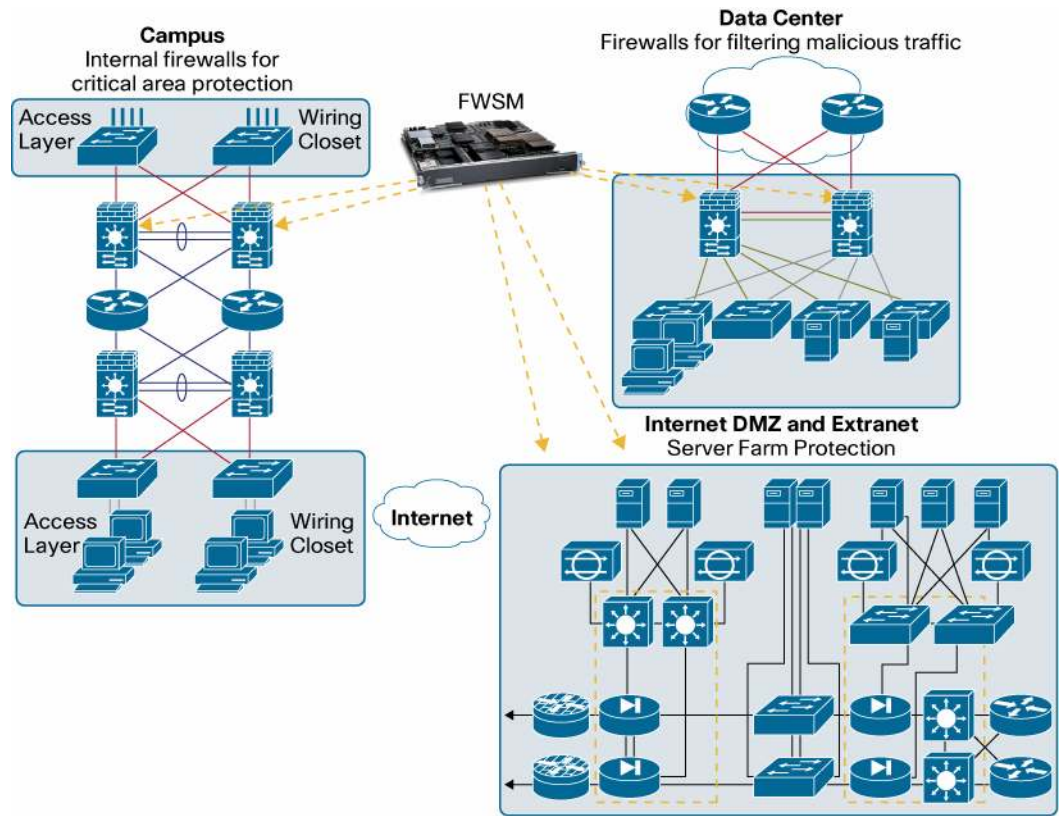 Campus
Internal firewalls for
critical area protection
Access
Layer
Wiring
Closet
FWSM
Data Center
Firewalls for filtering malicious traffic
Access
Layer
Wiring
Closet
Internet
Internet DMZ and Extranet
Server Farm Protection